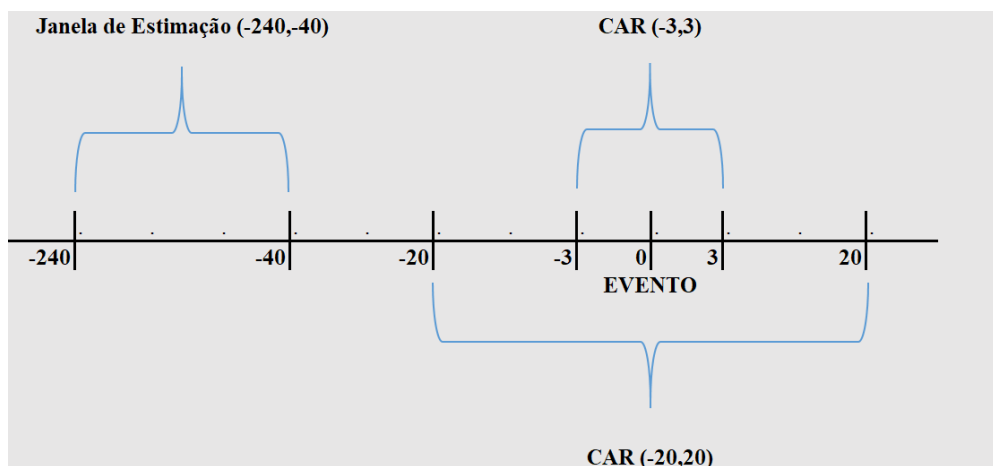 Janela de Estimação (-240,-40) CAR (-3,3)
-240 -40 -20 -3 0 3 20
EVENTO
CAR (-20,20)